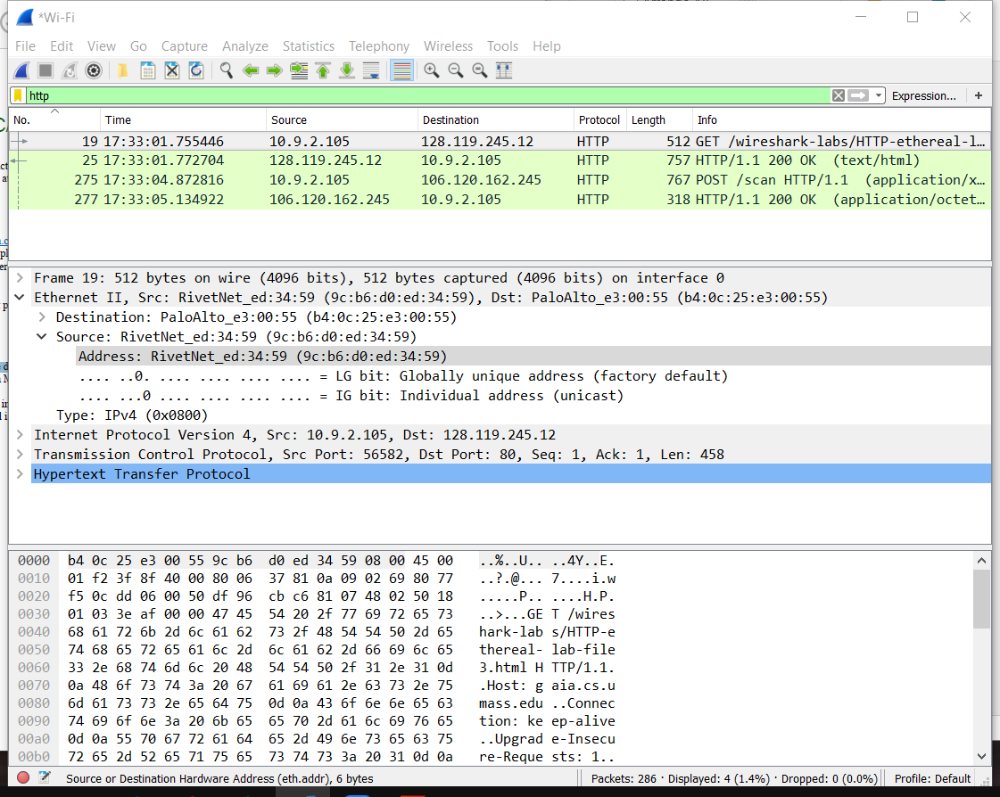 *Wi-Fi
File Edit View Go Capture Analyze Statistics Telephony Wireless Tools Help
http Expression... +
No. Time Source Destination Protocol Length Info
19 17:33:01.755446 10.9.2.105 128.119.245.12 HTTP 512 GET /wireshark-labs/HTTP-ethereal-l...
25 17:33:01.772704 128.119.245.12 10.9.2.105 HTTP 757 HTTP/1.1 200 OK (text/html)
275 17:33:04.872816 10.9.2.105 106.120.162.245 HTTP 767 POST /scan HTTP/1.1 (application/x...
277 17:33:05.134922 106.120.162.245 10.9.2.105 HTTP 318 HTTP/1.1 200 OK (application/octet...
Frame 19: 512 bytes on wire (4096 bits), 512 bytes captured (4096 bits) on interface 0
Ethernet II, Src: RivetNet_ed:34:59 (9c:b6:d0:ed:34:59), Dst: PaloAlto_e3:00:55 (b4:0c:25:e3:00:55)
Destination: PaloAlto_e3:00:55 (b4:0c:25:e3:00:55)
Source: RivetNet_ed:34:59 (9c:b6:d0:ed:34:59)
Address: RivetNet_ed:34:59 (9c:b6:d0:ed:34:59)
.... ..0. .... .... .... .... = LG bit: Globally unique address (factory default)
.... ...0 .... .... .... .... = IG bit: Individual address (unicast)
Type: IPv4 (0x0800)
Internet Protocol Version 4, Src: 10.9.2.105, Dst: 128.119.245.12
Transmission Control Protocol, Src Port: 56582, Dst Port: 80, Seq: 1, Ack: 1, Len: 458
Hypertext Transfer Protocol
0000 b4 0c 25 e3 00 55 9c b6 d0 ed 34 59 08 00 45 00 ..%..U.. ..4Y..E.
0010 01 f2 3f 8f 40 00 80 06 37 81 0a 09 02 69 80 77 ..?.@... 7....i.w
0020 f5 0c dd 06 00 50 df 96 cb c6 81 07 48 02 50 18 .....P.. ....H.P.
0030 01 03 3e af 00 00 47 45 54 20 2f 77 69 72 65 73 ..>...GE T /wires
0040 68 61 72 6b 2d 6c 61 62 73 2f 48 54 54 50 2d 65 hark-lab s/HTTP-e
0050 74 68 65 72 65 61 6c 2d 6c 61 62 2d 66 69 6c 65 thereal- lab-file
0060 33 2e 68 74 6d 6c 20 48 54 54 50 2f 31 2e 31 0d 3.html H TTP/1.1.
0070 0a 48 6f 73 74 3a 20 67 61 69 61 2e 63 73 2e 75 .Host: g aia.cs.u
0080 6d 61 73 73 2e 65 64 75 0d 0a 43 6f 6e 6e 65 63 mass.edu ..Connec
0090 74 69 6f 6e 3a 20 6b 65 65 70 2d 61 6c 69 76 65 tion: ke ep-alive
00a0 0d 0a 55 70 67 72 61 64 65 2d 49 6e 73 65 63 75 ..Upgrad e-Insecu
00b0 72 65 2d 52 65 71 75 65 73 74 73 3a 20 31 0d 0a re-Reque sts: 1..
Source or Destination Hardware Address (eth.addr), 6 bytes Packets: 286 · Displayed: 4 (1.4%) · Dropped: 0 (0.0%) Profile: Default